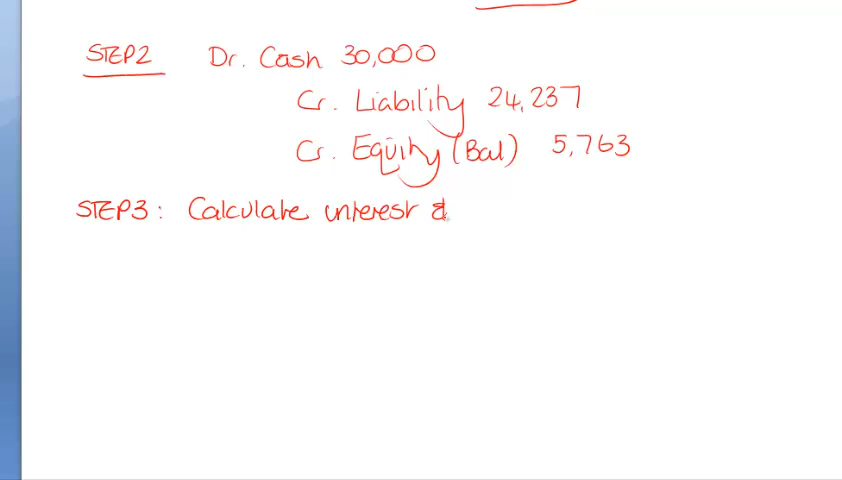 STEP2 Dr. Cash 30,000
Cr. Liability 24,237
Cr. Equity (Bal) 5,763
STEP3: Calculate interest &